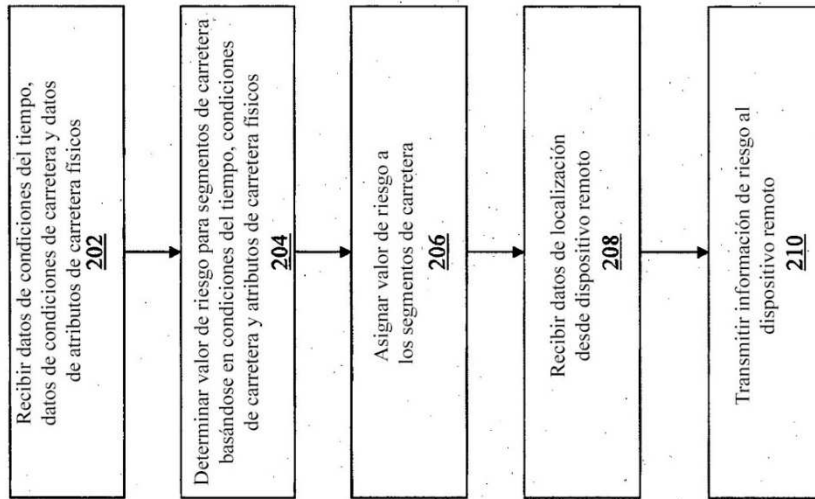 Recibir datos de condiciones del tiempo,
datos de condiciones de carretera y datos
de atributos de carretera físicos
202
Determinar valor de riesgo para segmentos de carretera
basándose en condiciones del tiempo, condiciones
de carretera y atributos de carretera físicos
204
Asignar valor de riesgo a
los segmentos de carretera
206
Recibir datos de localización
desde dispositivo remoto
208
Transmitir información de riesgo al
dispositivo remoto
210